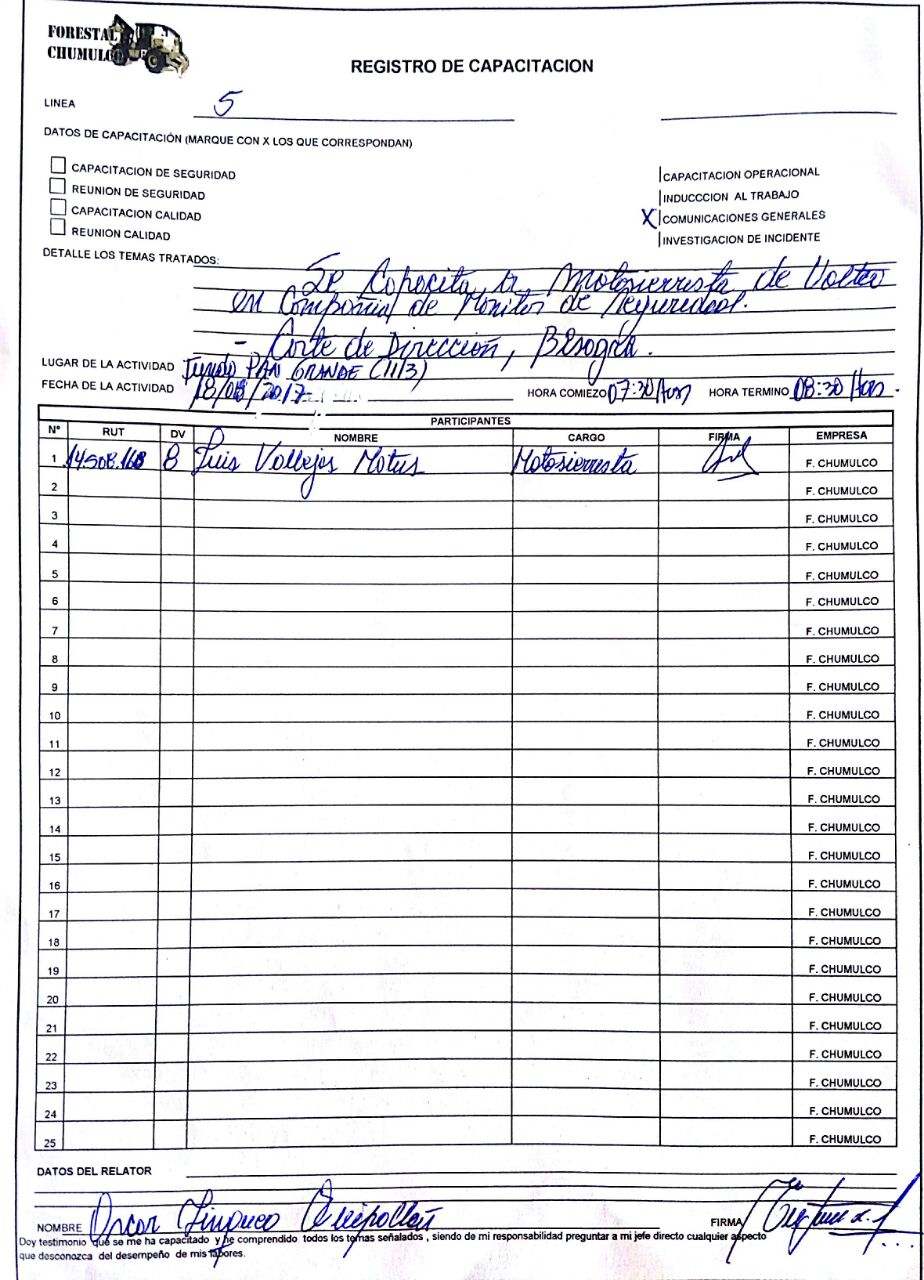 FORESTAL
CHUMULCO
REGISTRO DE CAPACITACION
LINEA 5
DATOS DE CAPACITACIÓN (MARQUE CON X LOS QUE CORRESPONDAN)
CAPACITACION DE SEGURIDAD
REUNION DE SEGURIDAD
CAPACITACION CALIDAD
REUNION CALIDAD
CAPACITACION OPERACIONAL
INDUCCCION AL TRABAJO
X COMUNICACIONES GENERALES
INVESTIGACION DE INCIDENTE
DETALLE LOS TEMAS TRATADOS:
Se Capacita a Motosierrista de Volteo
en Compañia de Monitor de Seguridad.
- Corte de Dirección, Bisagra.
LUGAR DE LA ACTIVIDAD Fundo PAN GRANDE (1113)
FECHA DE LA ACTIVIDAD 18/08/2017 HORA COMIEZO 07:30 Hors HORA TERMINO 08:30 Hors.
PARTICIPANTES
Nº RUT DV NOMBRE CARGO FIRMA EMPRESA
1 14.508.168 8 Luis Vallejos Matus Motosierrista F. CHUMULCO
2 F. CHUMULCO
3 F. CHUMULCO
4 F. CHUMULCO
5 F. CHUMULCO
6 F. CHUMULCO
7 F. CHUMULCO
8 F. CHUMULCO
9 F. CHUMULCO
10 F. CHUMULCO
11 F. CHUMULCO
12 F. CHUMULCO
13 F. CHUMULCO
14 F. CHUMULCO
15 F. CHUMULCO
16 F. CHUMULCO
17 F. CHUMULCO
18 F. CHUMULCO
19 F. CHUMULCO
20 F. CHUMULCO
21 F. CHUMULCO
22 F. CHUMULCO
23 F. CHUMULCO
24 F. CHUMULCO
25 F. CHUMULCO
DATOS DEL RELATOR
NOMBRE Oscar FIRMA
Doy testimonio que se me ha capacitado y he comprendido todos los temas señalados , siendo de mi responsabilidad preguntar a mi jefe directo cualquier aspecto
que desconozca del desempeño de mis labores.